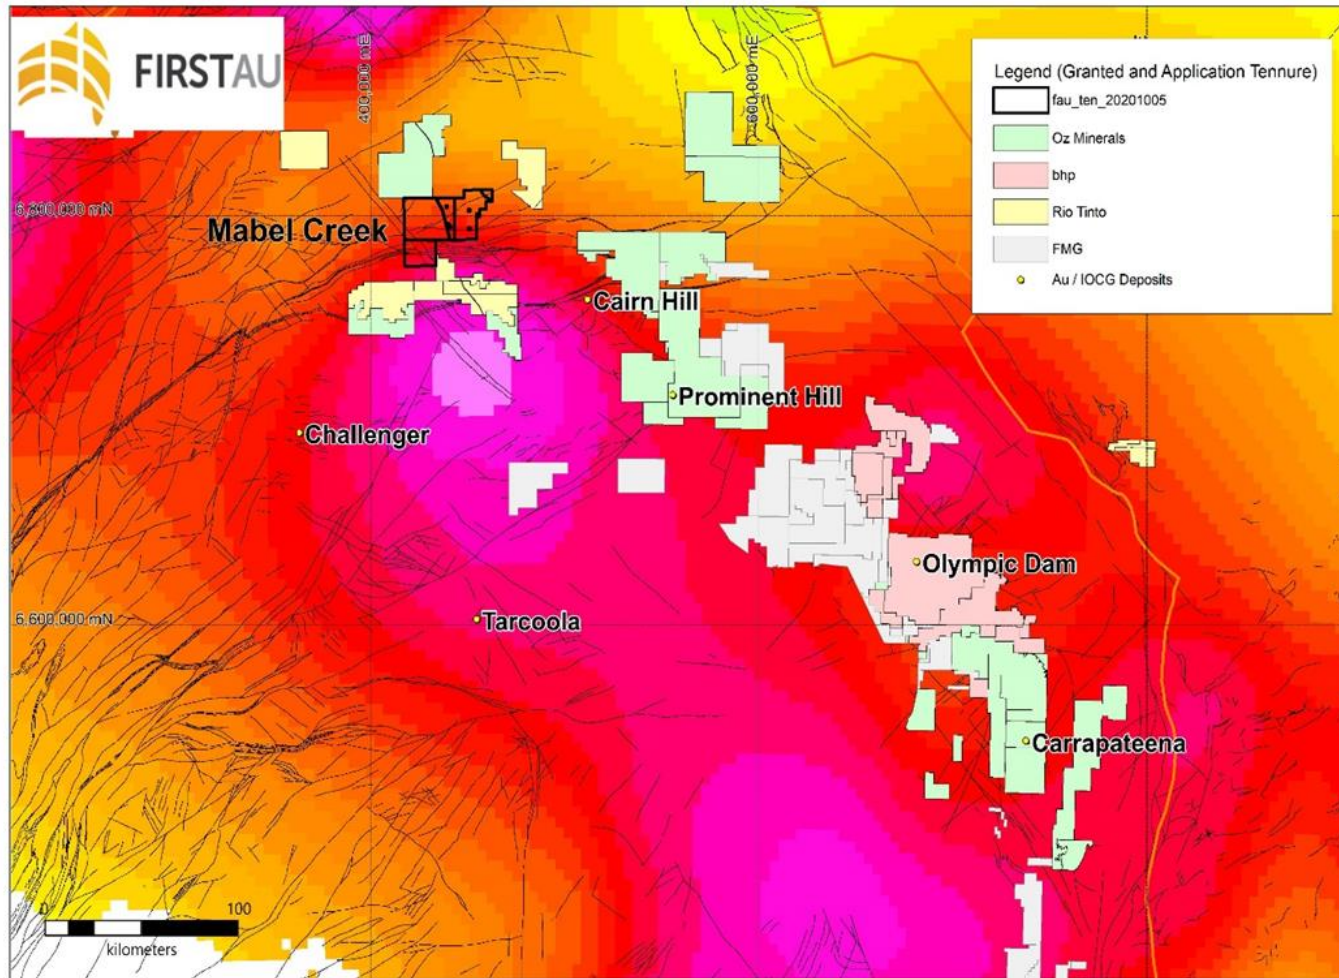 FIRSTAU
400,000 mE
600,000 mE
Legend (Granted and Application Tennure)
fau_ten_20201005
Oz Minerals
bhp
Rio Tinto
FMG
Au / IOCG Deposits
6,800,000 mN
Mabel Creek
Cairn Hill
Prominent Hill
Challenger
Olympic Dam
6,600,000 mN
Tarcoola
Carrapateena
0
100
kilometers